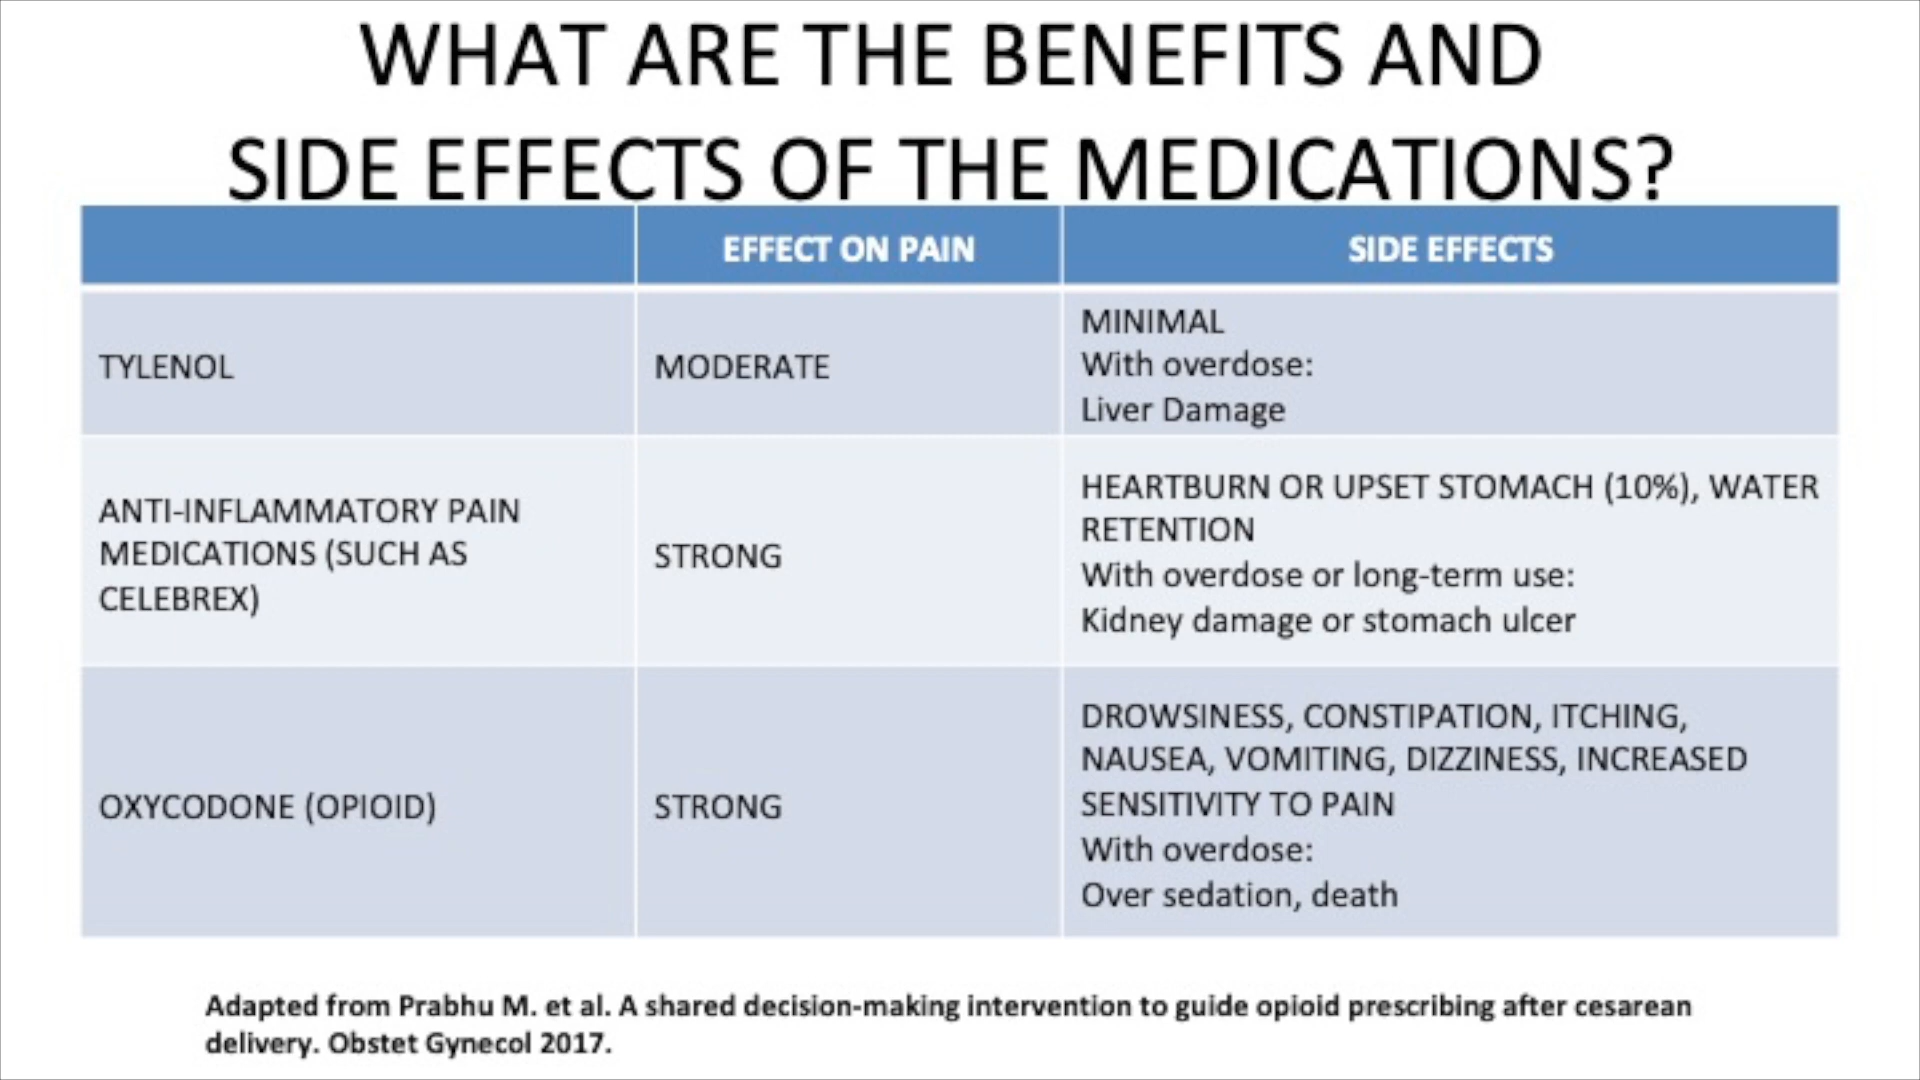 WHAT ARE THE BENEFITS AND
SIDE EFFECTS OF THE MEDICATIONS?
EFFECT ON PAIN
SIDE EFFECTS
TYLENOL
MODERATE
MINIMAL
With overdose:
Liver Damage
ANTI-INFLAMMATORY PAIN
MEDICATIONS (SUCH AS
CELEBREX)
STRONG
HEARTBURN OR UPSET STOMACH (10%), WATER
RETENTION
With overdose or long-term use:
Kidney damage or stomach ulcer
OXYCODONE (OPIOID)
STRONG
DROWSINESS, CONSTIPATION, ITCHING,
NAUSEA, VOMITING, DIZZINESS, INCREASED
SENSITIVITY TO PAIN
With overdose:
Over sedation, death
Adapted from Prabhu M. et al. A shared decision-making intervention to guide opioid prescribing after cesarean
delivery. Obstet Gynecol 2017.